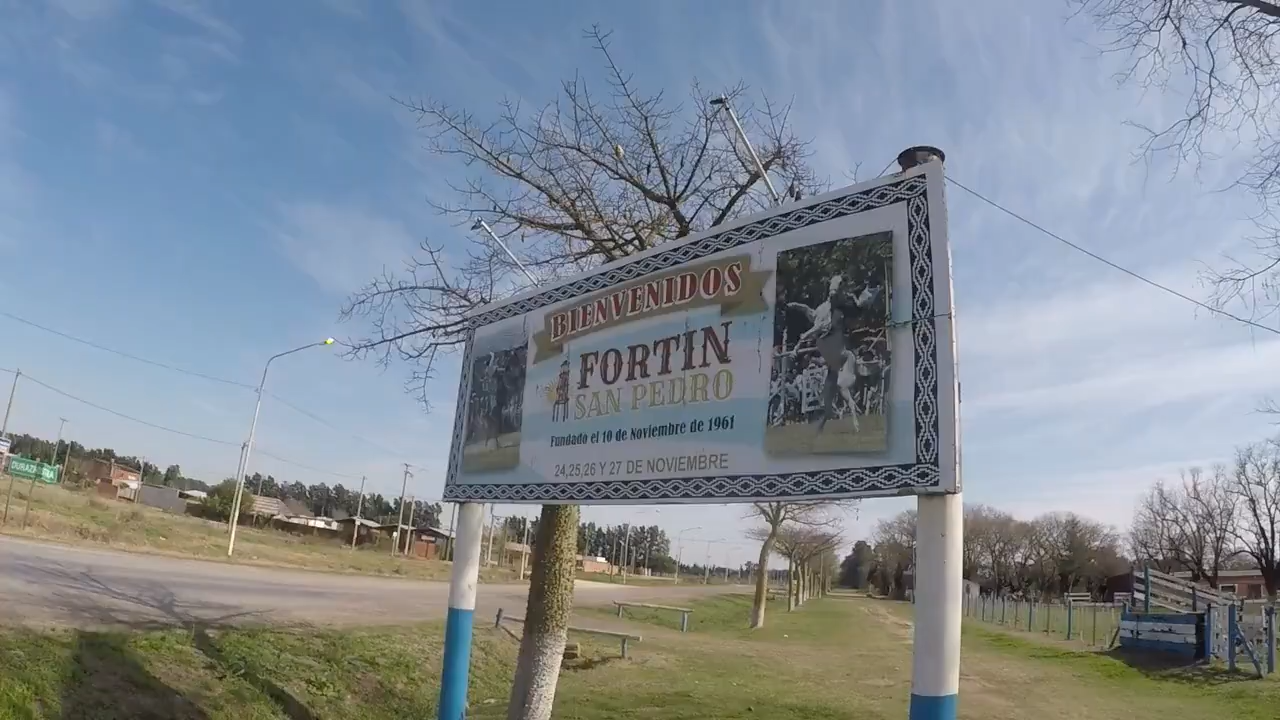 BIENVENIDOS
FORTIN
SAN PEDRO
Fundado el 10 de Noviembre de 1961
24,25,26 Y 27 DE NOVIEMBRE